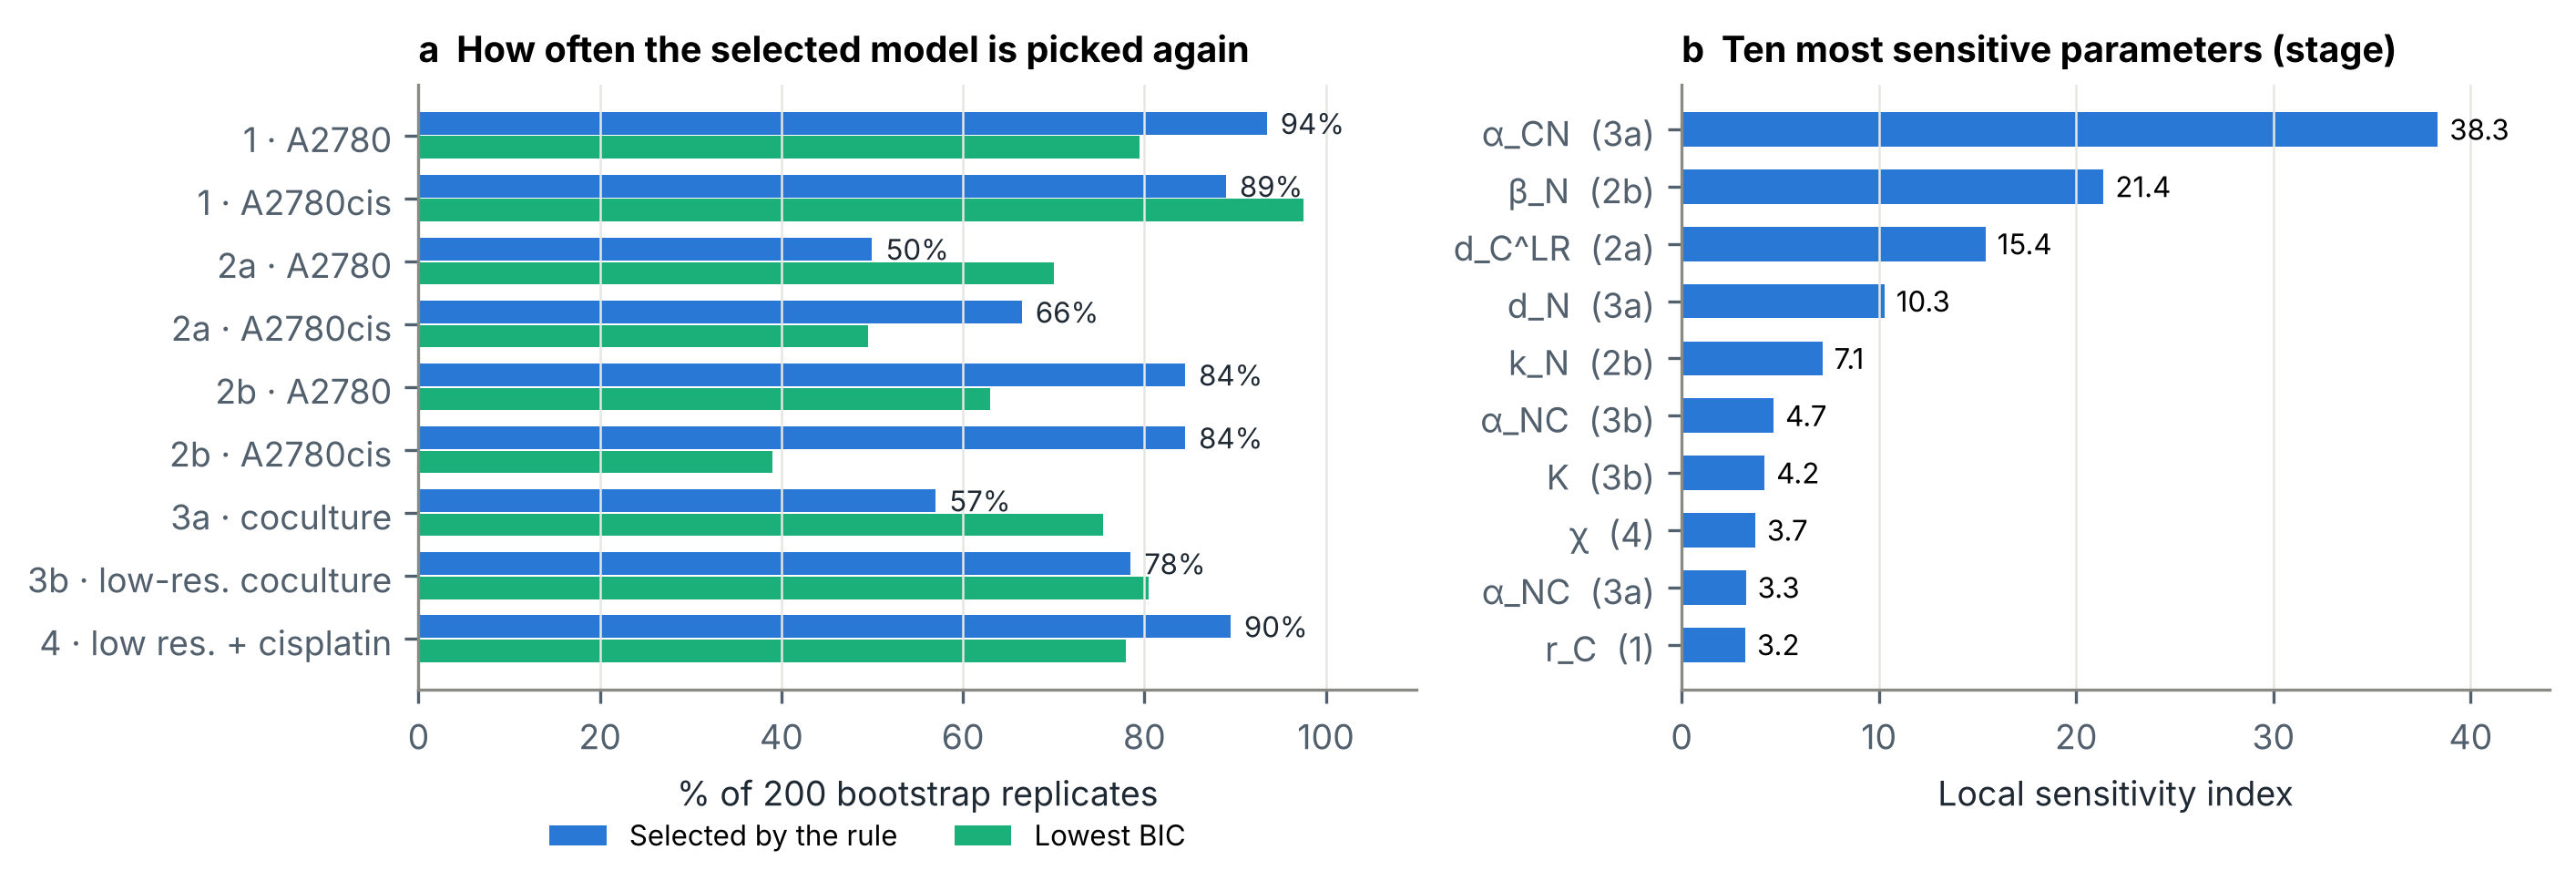 a How often the selected model is picked again
1 · A2780
94%
1 · A2780cis
89%
2a · A2780
50%
2a · A2780cis
66%
2b · A2780
84%
2b · A2780cis
84%
3a · coculture
57%
3b · low-res. coculture
78%
4 · low res. + cisplatin
90%
0 20 40 60 80 100
% of 200 bootstrap replicates
Selected by the rule Lowest BIC
b Ten most sensitive parameters (stage)
α_CN (3a)
38.3
β_N (2b)
21.4
d_C^LR (2a)
15.4
d_N (3a)
10.3
k_N (2b)
7.1
α_NC (3b)
4.7
K (3b)
4.2
χ (4)
3.7
α_NC (3a)
3.3
r_C (1)
3.2
0 10 20 30 40
Local sensitivity index